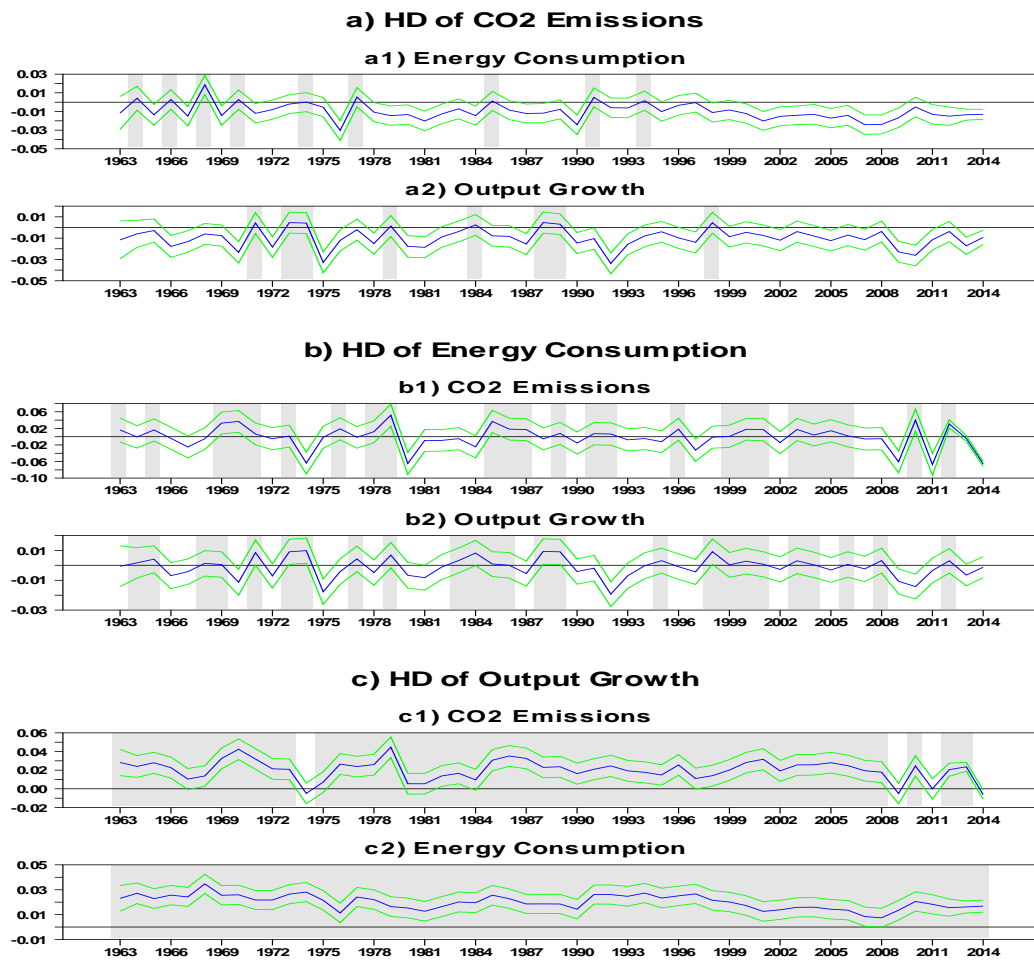 a) HD of CO2 Emissions
a1) Energy Consumption
0.03
0.01
-0.01
-0.03
-0.05
1963 1966 1969 1972 1975 1978 1981 1984 1987 1990 1993 1996 1999 2002 2005 2008 2011 2014
a2) Output Growth
0.01
-0.01
-0.03
-0.05
1963 1966 1969 1972 1975 1978 1981 1984 1987 1990 1993 1996 1999 2002 2005 2008 2011 2014
b) HD of Energy Consumption
b1) CO2 Emissions
0.06
0.02
-0.02
-0.06
-0.10
1963 1966 1969 1972 1975 1978 1981 1984 1987 1990 1993 1996 1999 2002 2005 2008 2011 2014
b2) Output Growth
0.01
-0.01
-0.03
1963 1966 1969 1972 1975 1978 1981 1984 1987 1990 1993 1996 1999 2002 2005 2008 2011 2014
c) HD of Output Growth
c1) CO2 Emissions
0.06
0.04
0.02
0.00
-0.02
1963 1966 1969 1972 1975 1978 1981 1984 1987 1990 1993 1996 1999 2002 2005 2008 2011 2014
c2) Energy Consumption
0.05
0.03
0.01
-0.01
1963 1966 1969 1972 1975 1978 1981 1984 1987 1990 1993 1996 1999 2002 2005 2008 2011 2014